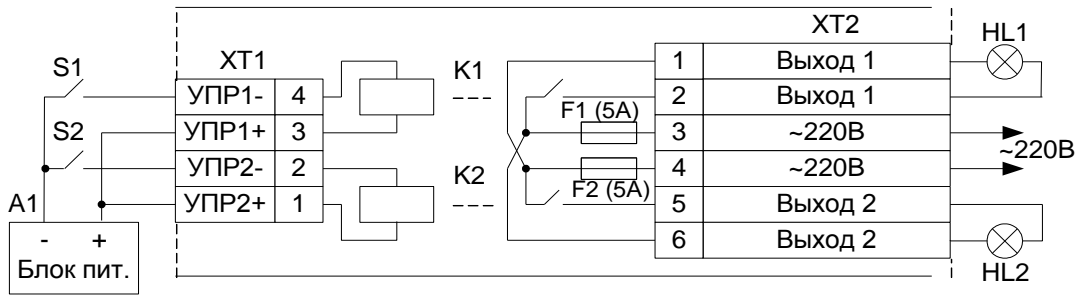 S1
S2
A1
- +
Блок пит.
XT1
УПР1- 4
УПР1+ 3
УПР2- 2
УПР2+ 1
K1
K2
F1 (5А)
F2 (5А)
XT2
1 Выход 1
2 Выход 1
3 ~220В
4 ~220В
5 Выход 2
6 Выход 2
HL1
~220В
HL2